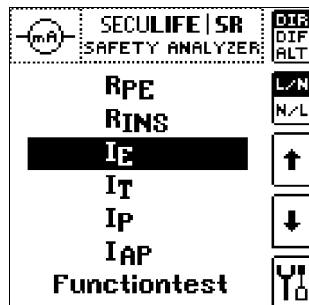 mA
SECULIFE | SR
SAFETY ANALYZER
DIR
DIF
ALT
L/N
N/L
RPE
RINS
IE
IT
IP
IAP
Functiontest